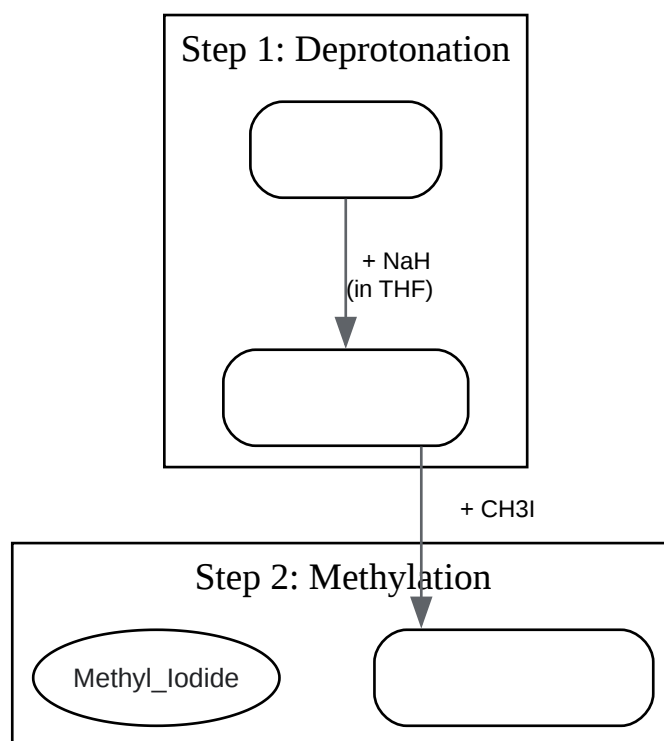 Step 1: Deprotonation
+ NaH
(in THF)
+ CH3I
Step 2: Methylation
Methyl_Iodide